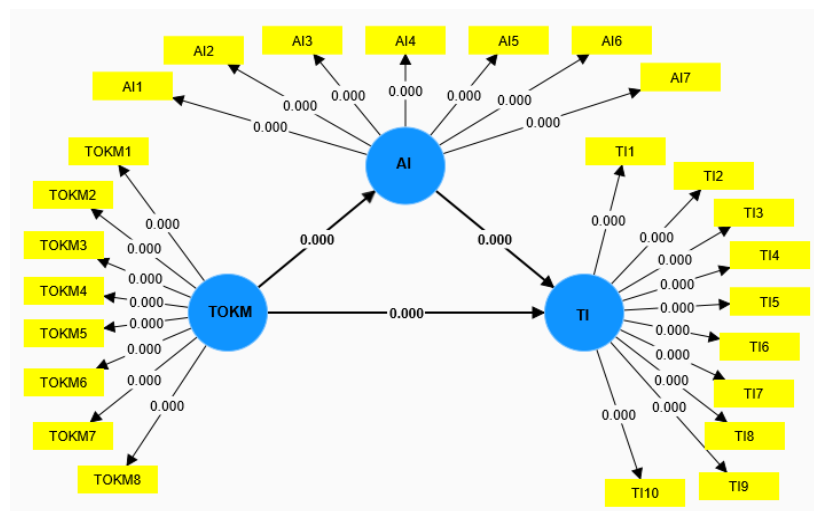 AI3
AI4
AI5
AI6
AI2
AI7
AI1
0.000
0.000
0.000
0.000
0.000
0.000
0.000
AI
TOKM1
TOKM2
TOKM3
TOKM4
TOKM5
TOKM6
TOKM7
TOKM8
0.000
0.000
0.000
0.000
0.000
0.000
0.000
0.000
TOKM
0.000
0.000
0.000
TI
0.000
0.000
0.000
0.000
0.000
0.000
0.000
0.000
0.000
0.000
TI1
TI2
TI3
TI4
TI5
TI6
TI7
TI8
TI9
TI10